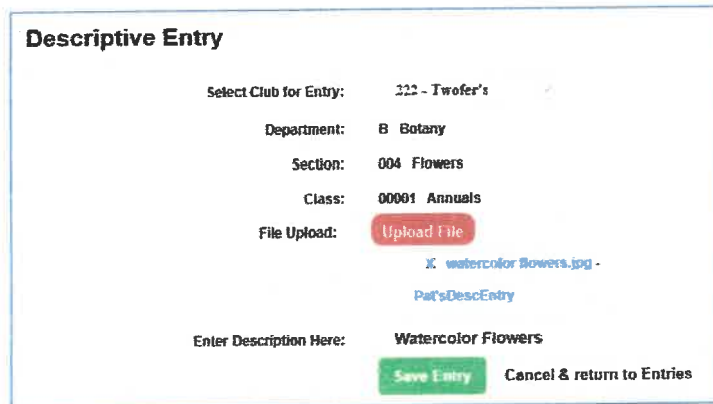 Descriptive Entry
Select Club for Entry: 222 - Twofer's
Department: B Botany
Section: 004 Flowers
Class: 00001 Annuals
File Upload: Upload File
X watercolor flowers.jpg -
Pat'sDescEntry
Enter Description Here: Watercolor Flowers
Save Entry Cancel & return to Entries